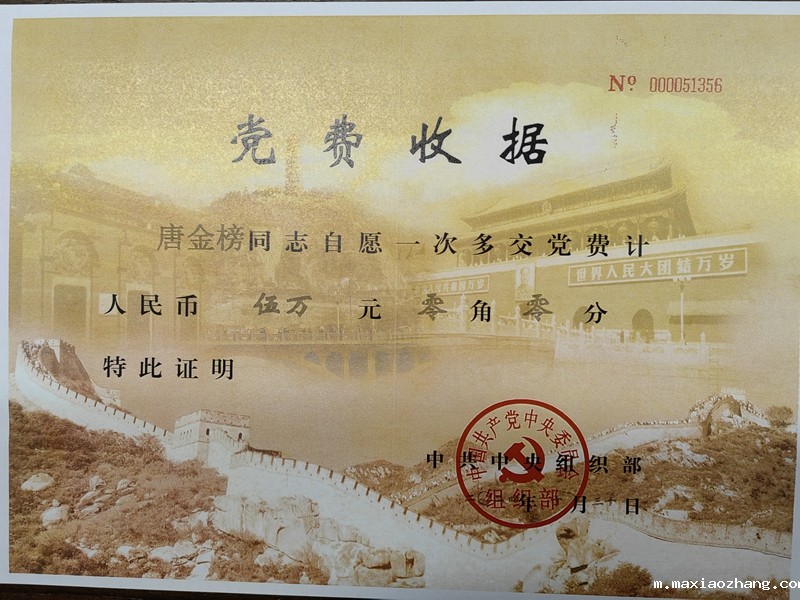 Nº 000051356
党费收据
唐金榜同志自愿一次多交党费计
人民币 伍万 元 零 角 零 分
世界人民大团结万岁
特此证明
中国共产党中央委员会
中共中央组织部
组织部
年 月 日
m.maxiaozhang.com